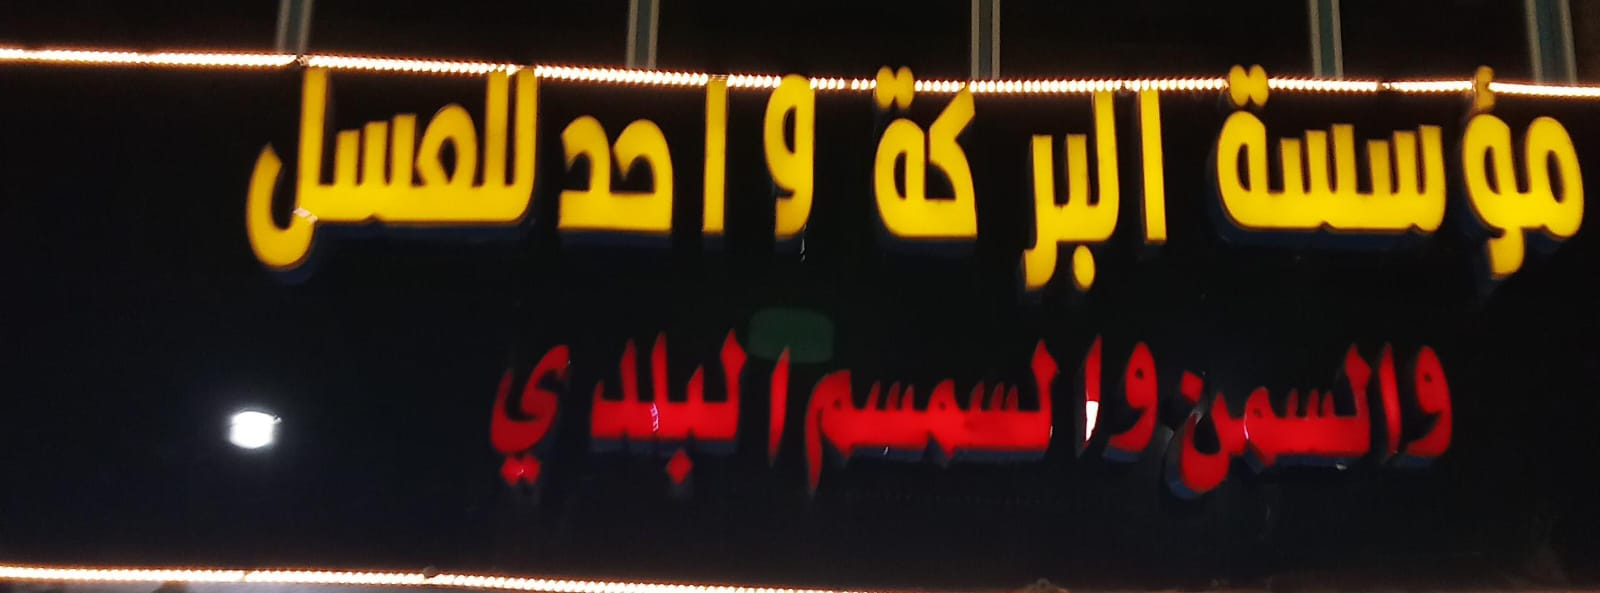 مؤسسة البركة واحد للعسل
والسمن والسمسم البلدي